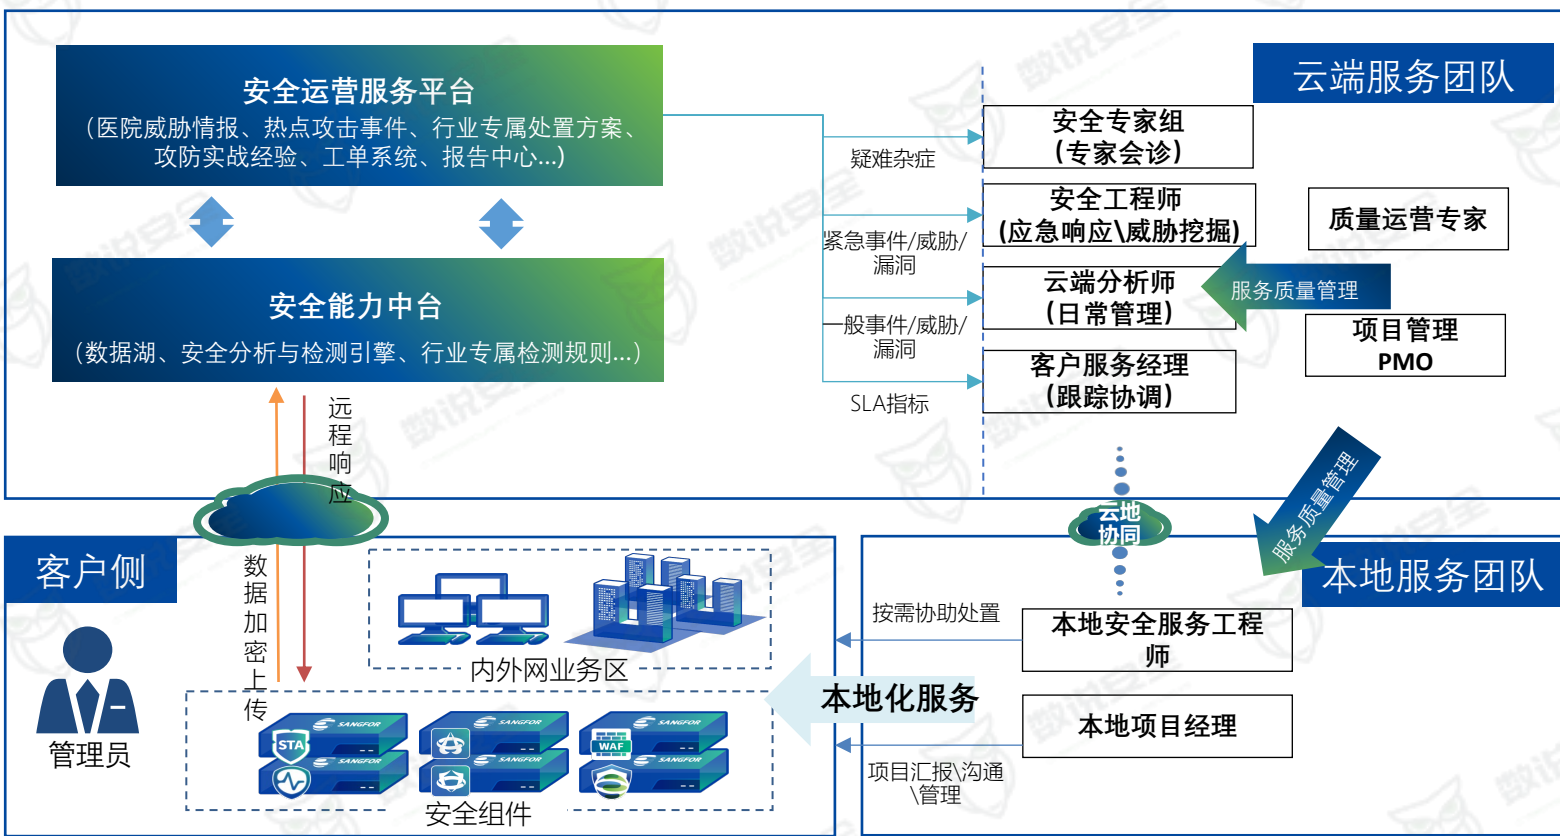 安全运营服务平台
（医院威胁情报、热点攻击事件、行业专属处置方案、
攻防实战经验、工单系统、报告中心...）
安全能力中台
（数据湖、安全分析与检测引擎、行业专属检测规则...）
云端服务团队
安全专家组
(专家会诊)
疑难杂症
安全工程师
(应急响应\威胁挖掘)
紧急事件/威胁/
漏洞
云端分析师
(日常管理)
一般事件/威胁/
漏洞
客户服务经理
(跟踪协调)
SLA指标
质量运营专家
服务质量管理
项目管理
PMO
远程响应
云地
协同
服务质量管理
客户侧
数据加密上传
管理员
内外网业务区
SANGFOR
SANGFOR
SANGFOR
STA
WAF
安全组件
本地化服务
本地服务团队
按需协助处置
本地安全服务工程
师
本地项目经理
项目汇报\沟通
\管理
数说安全